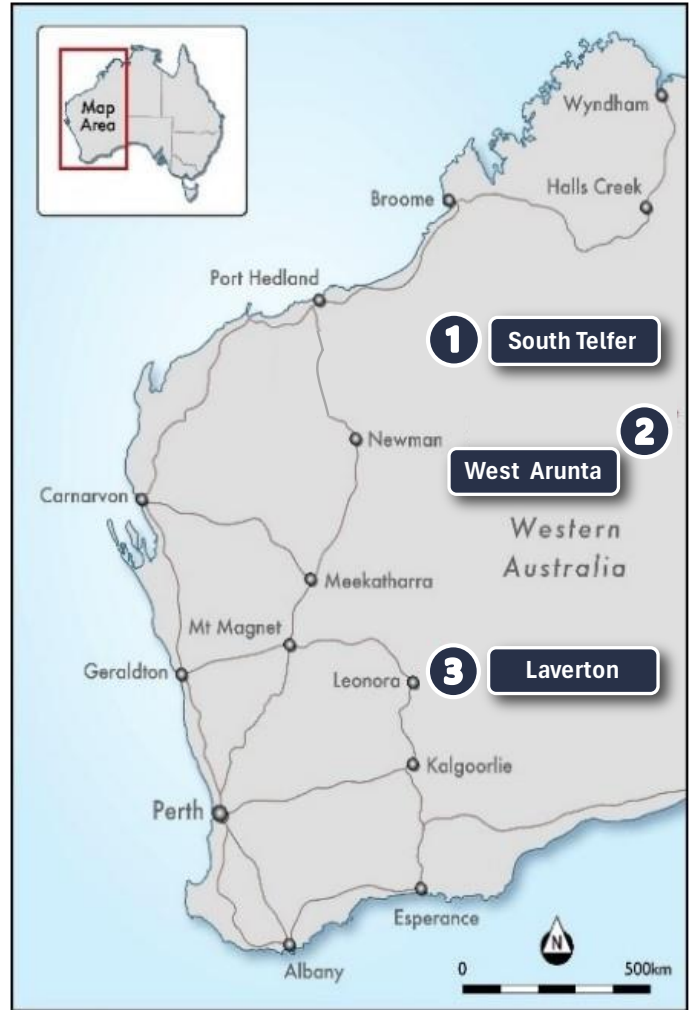 Map
Area
Wyndham
Halls Creek
Broome
Port Hedland
1
South Telfer
2
Newman
West Arunta
Carnarvon
Western
Australia
Meekatharra
Mt Magnet
Geraldton
Leonora
3
Laverton
Kalgoorlie
Perth
Esperance
N
Albany
0
500km